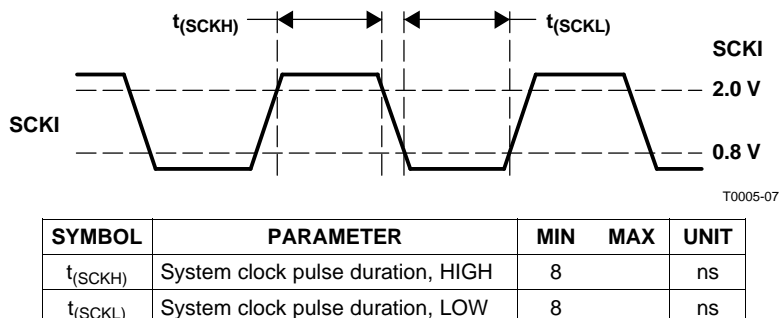 t(SCKH)
t(SCKL)
SCKI
2.0 V
SCKI
0.8 V
T0005-07
SYMBOL PARAMETER MIN MAX UNIT
t(SCKH) System clock pulse duration, HIGH 8 ns
t(SCKL) System clock pulse duration, LOW 8 ns